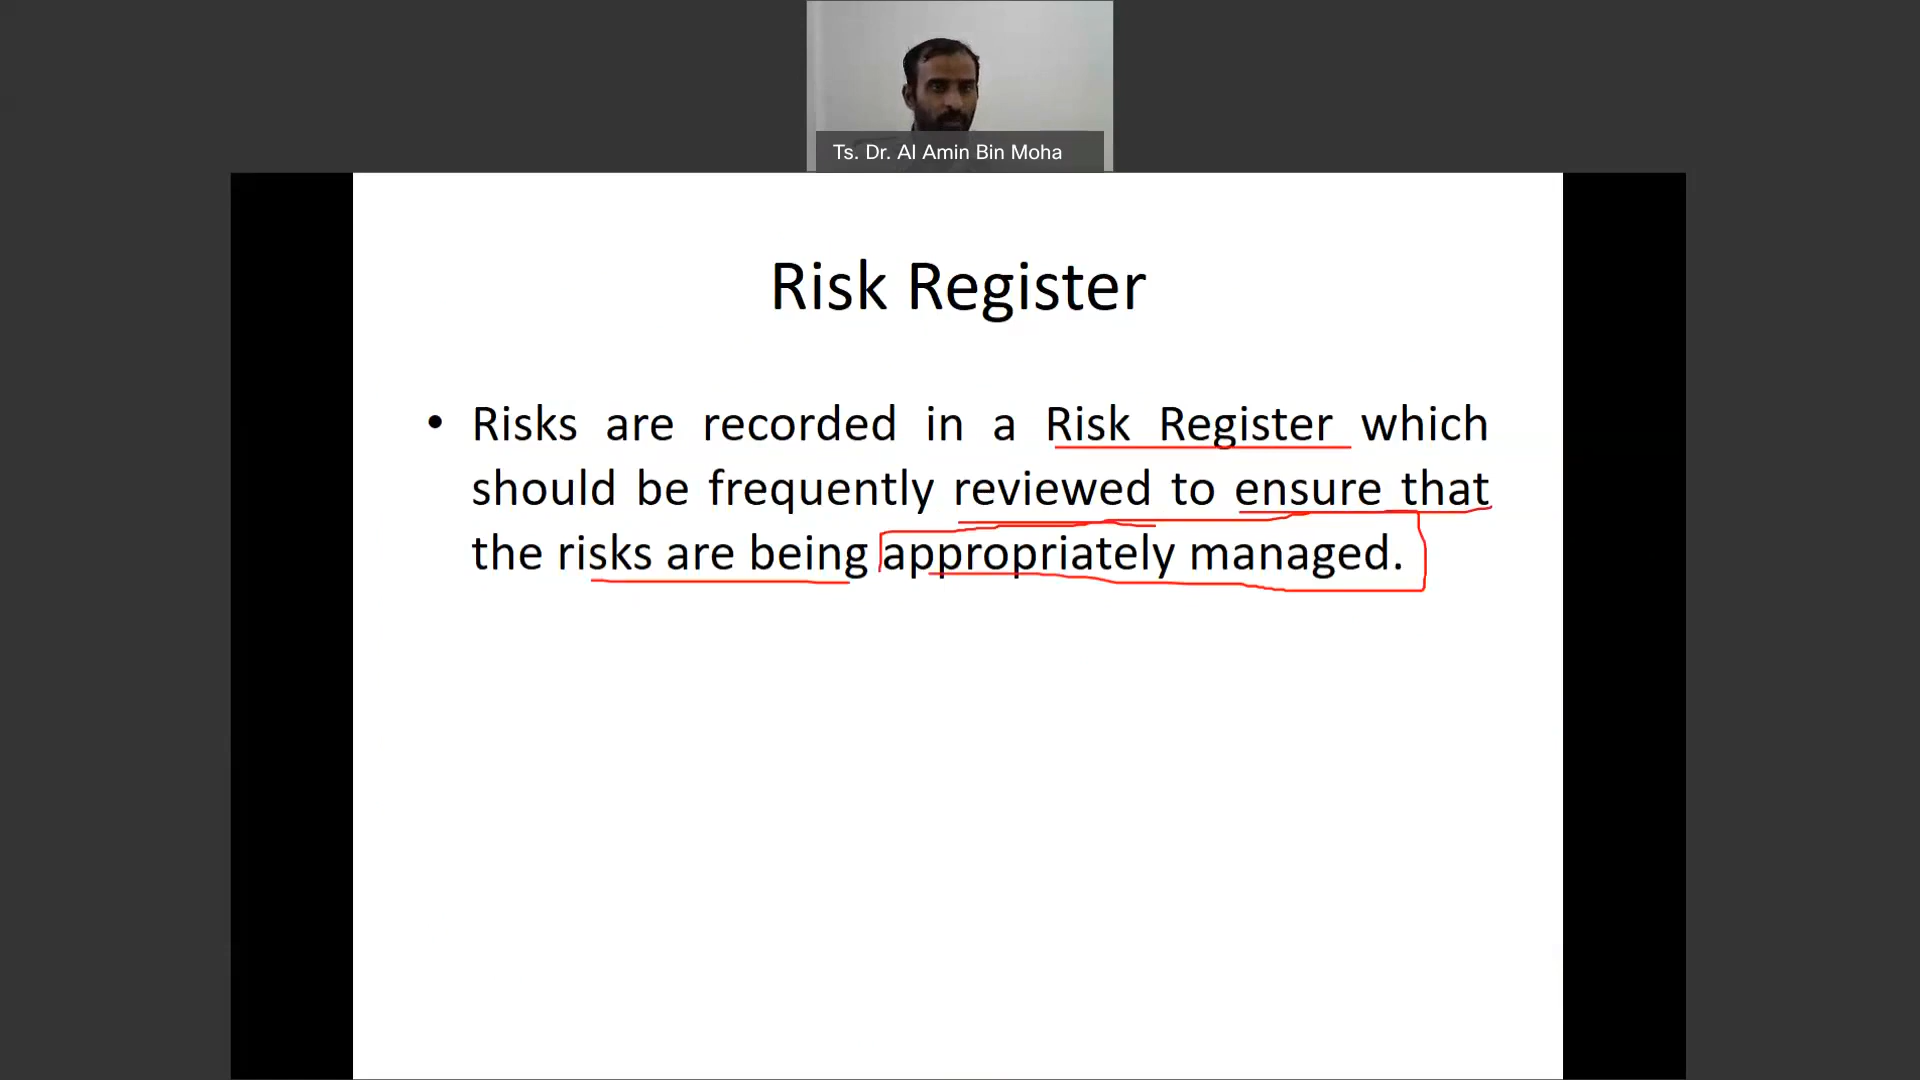 Ts. Dr. Al Amin Bin Moha
Risk Register
• Risks are recorded in a Risk Register which
should be frequently reviewed to ensure that
the risks are being appropriately managed.